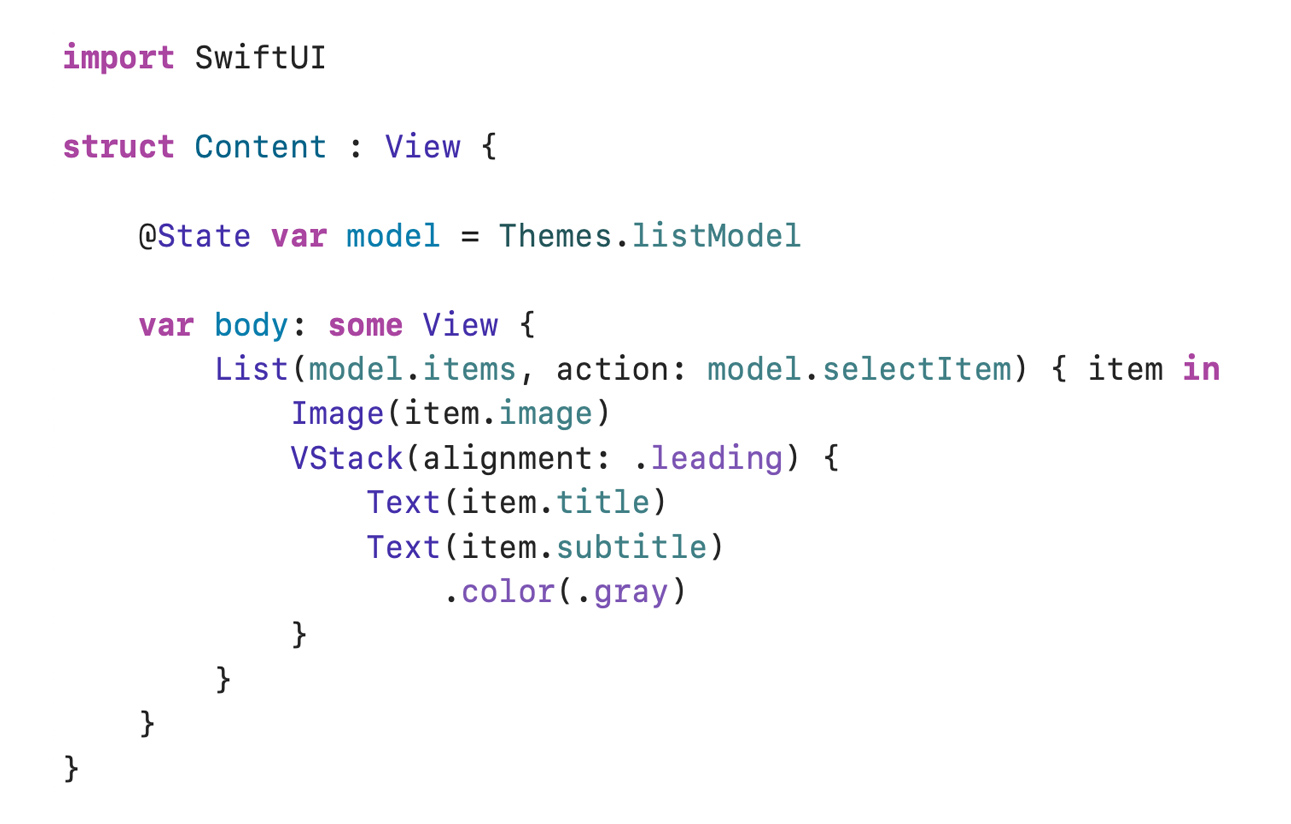 import SwiftUI
struct Content : View {
    @State var model = Themes.listModel
    var body: some View {
        List(model.items, action: model.selectItem) { item in
            Image(item.image)
            VStack(alignment: .leading) {
                Text(item.title)
                Text(item.subtitle)
                    .color(.gray)
            }
        }
    }
}